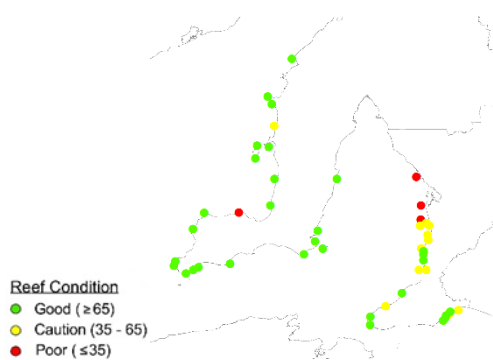 Reef Condition
Good (≥65)
Caution (35 - 65)
Poor (≤35)